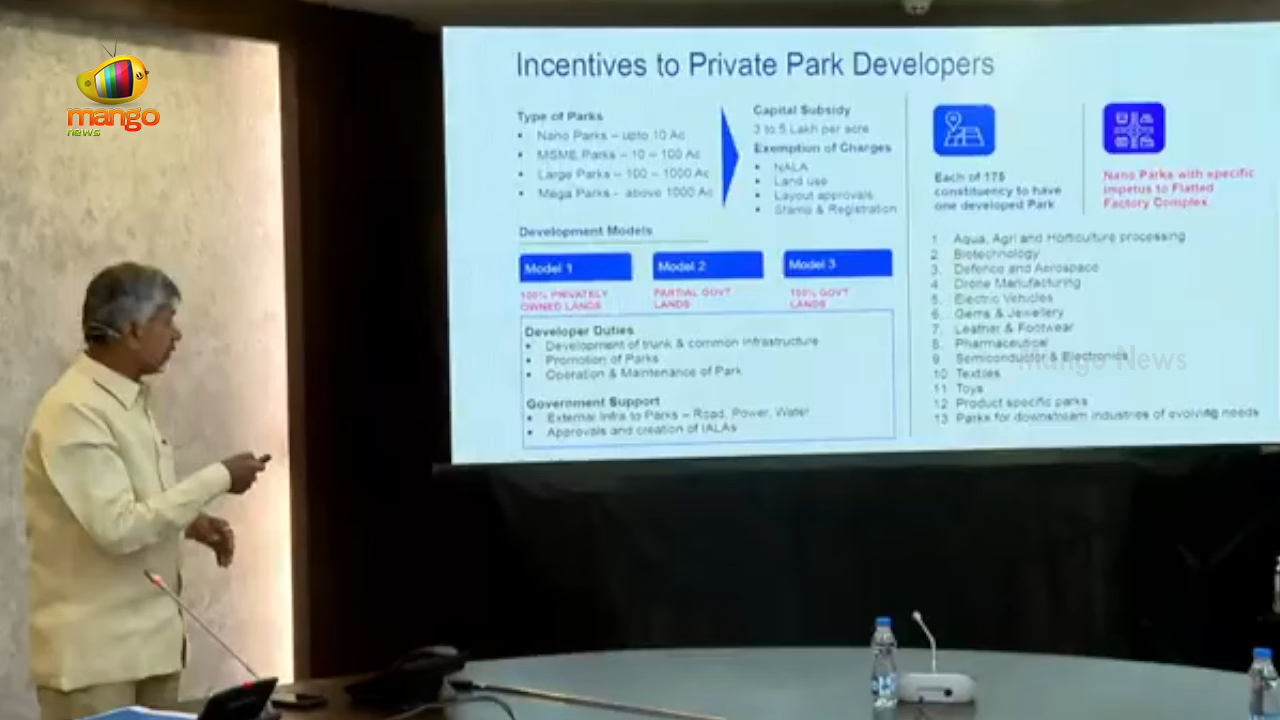 mango
news
Incentives to Private Park Developers
Type of Parks
• Nano Parks – upto 10 Ac
• MSME Parks – 10 – 100 Ac
• Large Parks – 100 – 1000 Ac
• Mega Parks – above 1000 Ac
Capital Subsidy
3 to 5 Lakh per acre
Exemption of Charges
• NALA
• Land use
• Layout approvals
• Stamp & Registration
Development Models
Model 1
100% PRIVATELY
OWNED LANDS
Model 2
PARTIAL GOVT
LANDS
Model 3
100% GOVT
LANDS
Developer Duties
• Development of trunk & common infrastructure
• Promotion of Parks
• Operation & Maintenance of Park
Government Support
• External Infra to Parks – Road, Power, Water
• Approvals and creation of IALAs
Each of 175
constituency to have
one developed Park
Nano Parks with specific
impetus to Flatted
Factory Complex
1 Aqua, Agri and Horticulture processing
2 Biotechnology
3. Defence and Aerospace
4 Drone Manufacturing
5. Electric Vehicles
6. Gems & Jewellery
7. Leather & Footwear
8. Pharmaceutical
9. Semiconductor & Electronics
10 Textiles
11 Toys
12 Product specific parks
13 Parks for downstream industries of evolving needs
Mango News